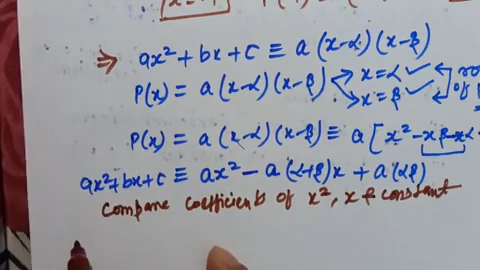 ⇒ ax² + bx + c ≡ a (x-α) (x-β)
P(x) = a (x-α) (x-β) → x = α ✓
→ x = β ✓
P(x) = a (x-α) (x-β) ≡ a [x² - xβ - xα
ax² + bx + c ≡ ax² - a (α+β)x + a (αβ)
compare coefficients of x², x & constant